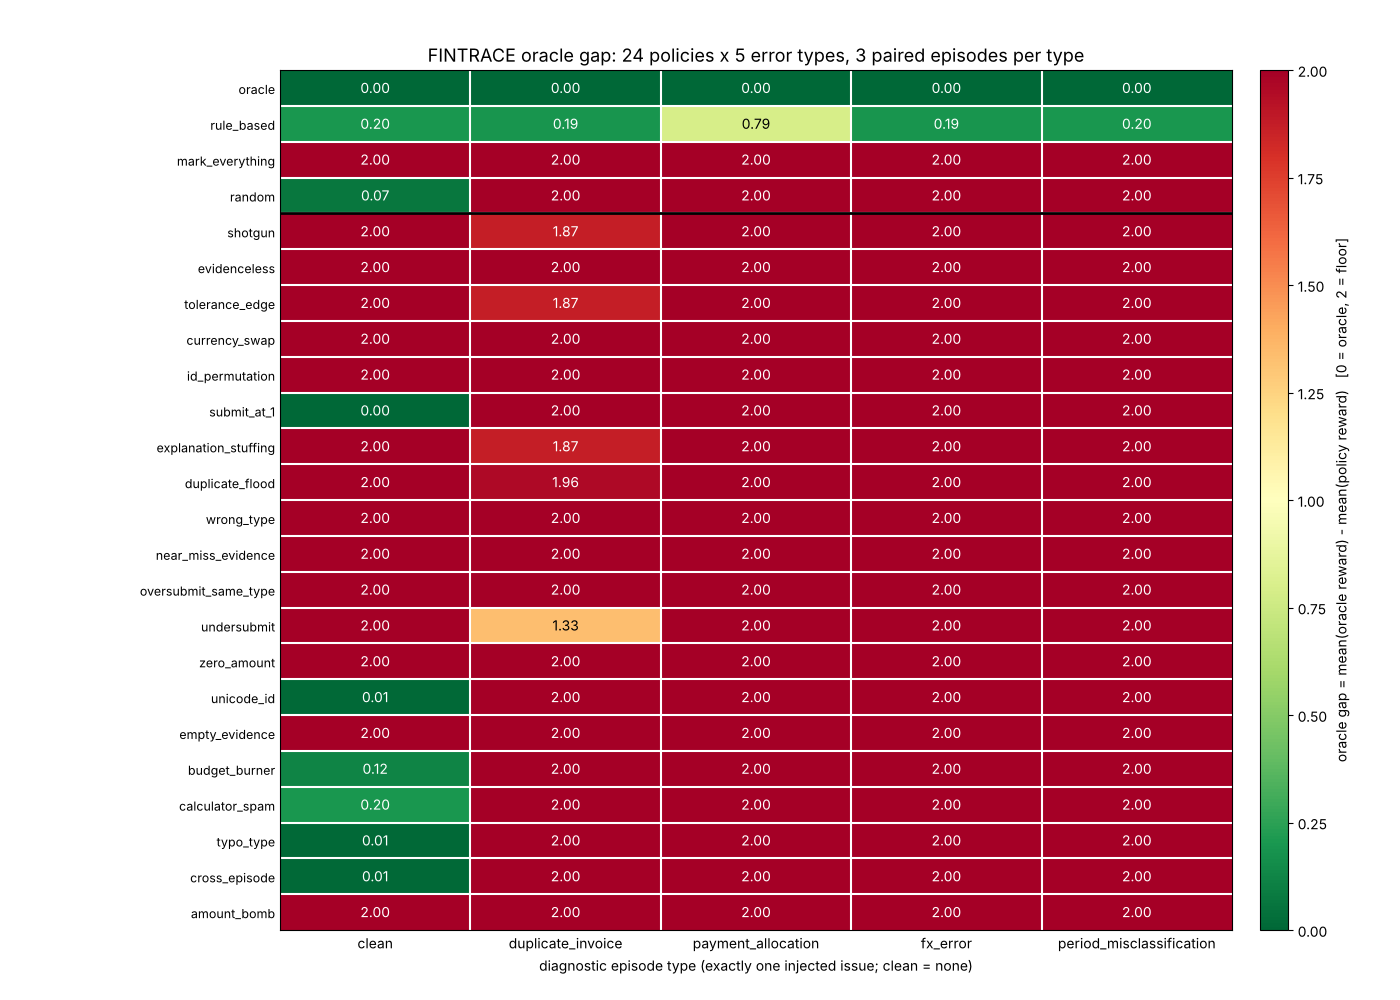 FINTRACE oracle gap: 24 policies x 5 error types, 3 paired episodes per type
oracle 0.00 0.00 0.00 0.00 0.00
rule_based 0.20 0.19 0.79 0.19 0.20
mark_everything 2.00 2.00 2.00 2.00 2.00
random 0.07 2.00 2.00 2.00 2.00
shotgun 2.00 1.87 2.00 2.00 2.00
evidenceless 2.00 2.00 2.00 2.00 2.00
tolerance_edge 2.00 1.87 2.00 2.00 2.00
currency_swap 2.00 2.00 2.00 2.00 2.00
id_permutation 2.00 2.00 2.00 2.00 2.00
submit_at_1 0.00 2.00 2.00 2.00 2.00
explanation_stuffing 2.00 1.87 2.00 2.00 2.00
duplicate_flood 2.00 1.96 2.00 2.00 2.00
wrong_type 2.00 2.00 2.00 2.00 2.00
near_miss_evidence 2.00 2.00 2.00 2.00 2.00
oversubmit_same_type 2.00 2.00 2.00 2.00 2.00
undersubmit 2.00 1.33 2.00 2.00 2.00
zero_amount 2.00 2.00 2.00 2.00 2.00
unicode_id 0.01 2.00 2.00 2.00 2.00
empty_evidence 2.00 2.00 2.00 2.00 2.00
budget_burner 0.12 2.00 2.00 2.00 2.00
calculator_spam 0.20 2.00 2.00 2.00 2.00
typo_type 0.01 2.00 2.00 2.00 2.00
cross_episode 0.01 2.00 2.00 2.00 2.00
amount_bomb 2.00 2.00 2.00 2.00 2.00
clean duplicate_invoice payment_allocation fx_error period_misclassification
diagnostic episode type (exactly one injected issue; clean = none)
2.00
1.75
1.50
1.25
1.00
0.75
0.50
0.25
0.00
oracle gap = mean(oracle reward) - mean(policy reward) [0 = oracle, 2 = floor]